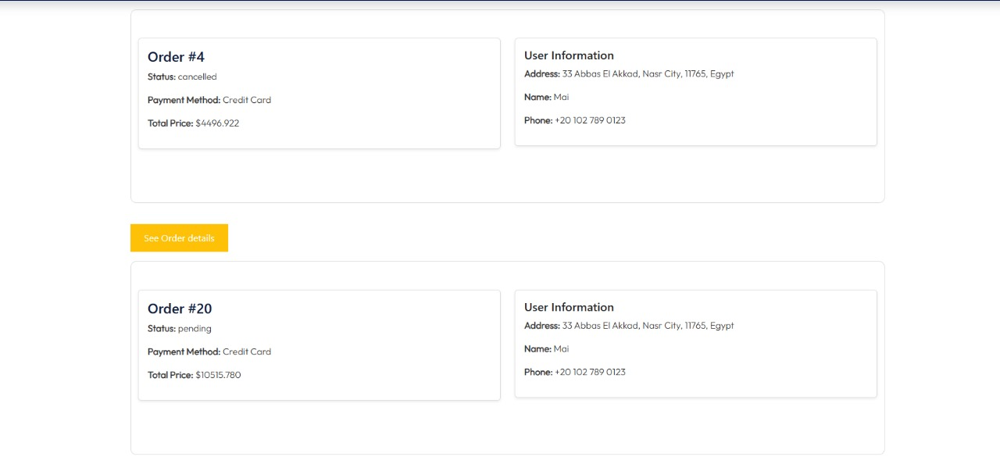 Order #4
Status: cancelled
Payment Method: Credit Card
Total Price: $4496.922
User Information
Address: 33 Abbas El Akkad, Nasr City, 11765, Egypt
Name: Mai
Phone: +20 102 789 0123
See Order details
Order #20
Status: pending
Payment Method: Credit Card
Total Price: $10515.780
User Information
Address: 33 Abbas El Akkad, Nasr City, 11765, Egypt
Name: Mai
Phone: +20 102 789 0123